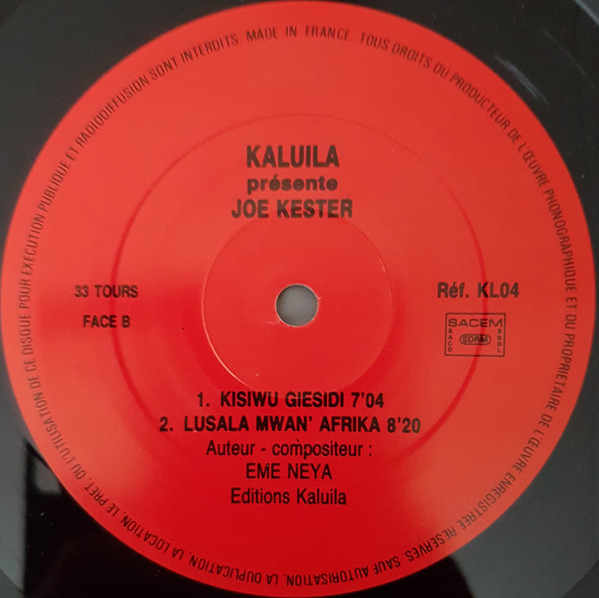 KALUILA
présente
JOE KESTER
33 TOURS
Réf. KL04
FACE B
SACEM
SACD
SDRM
SGDL
1. KISIWU GIESIDI 7'04
2. LUSALA MWAN' AFRIKA 8'20
Auteur - compositeur :
EME NEYA
Editions Kaluila
TOUS DROITS DU PRODUCTEUR DE L'ŒUVRE PHONOGRAPHIQUE ET DU PROPRIETAIRE DE L'ŒUVRE ENREGISTREE RESERVES. SAUF AUTORISATION, LA DUPLICATION, LA LOCATION, LE PRET, OU L'UTILISATION DE CE DISQUE POUR EXECUTION PUBLIQUE ET RADIODIFFUSION SONT INTERDITS. MADE IN FRANCE.